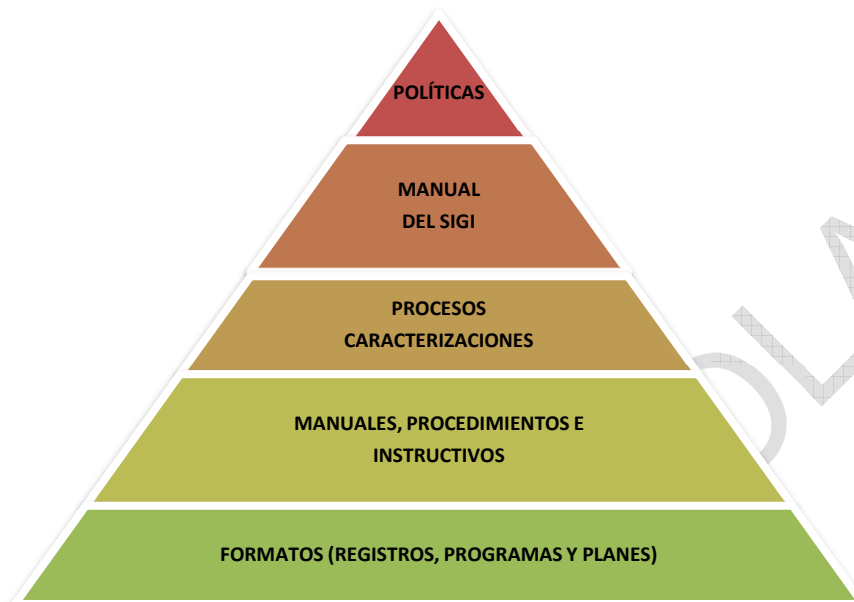 POLÍTICAS
MANUAL
DEL SIGI
PROCESOS
CARACTERIZACIONES
MANUALES, PROCEDIMIENTOS E
INSTRUCTIVOS
FORMATOS (REGISTROS, PROGRAMAS Y PLANES)